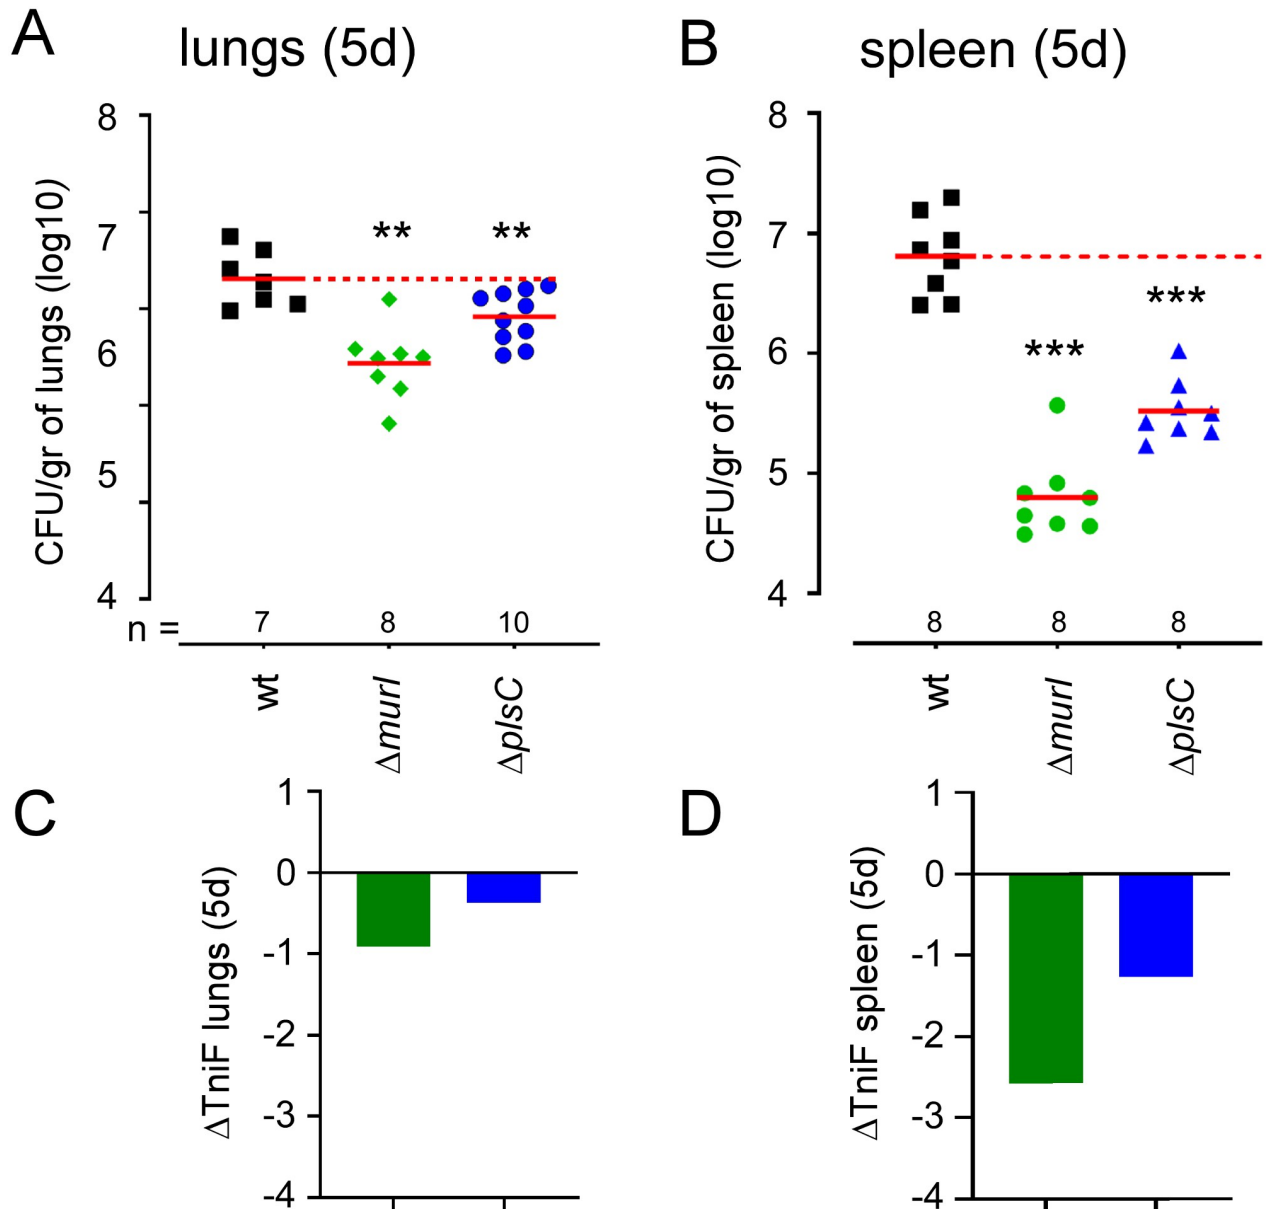 A lungs (5d)
CFU/gr of lungs (log10)
8
7
6
5
4
** **
n = 7 8 10
wt ΔmurI ΔplsC
B spleen (5d)
CFU/gr of spleen (log10)
8
7
6
5
4
*** ***
8 8 8
wt ΔmurI ΔplsC
C
ΔTniF lungs (5d)
1
0
-1
-2
-3
-4
D
ΔTniF spleen (5d)
1
0
-1
-2
-3
-4